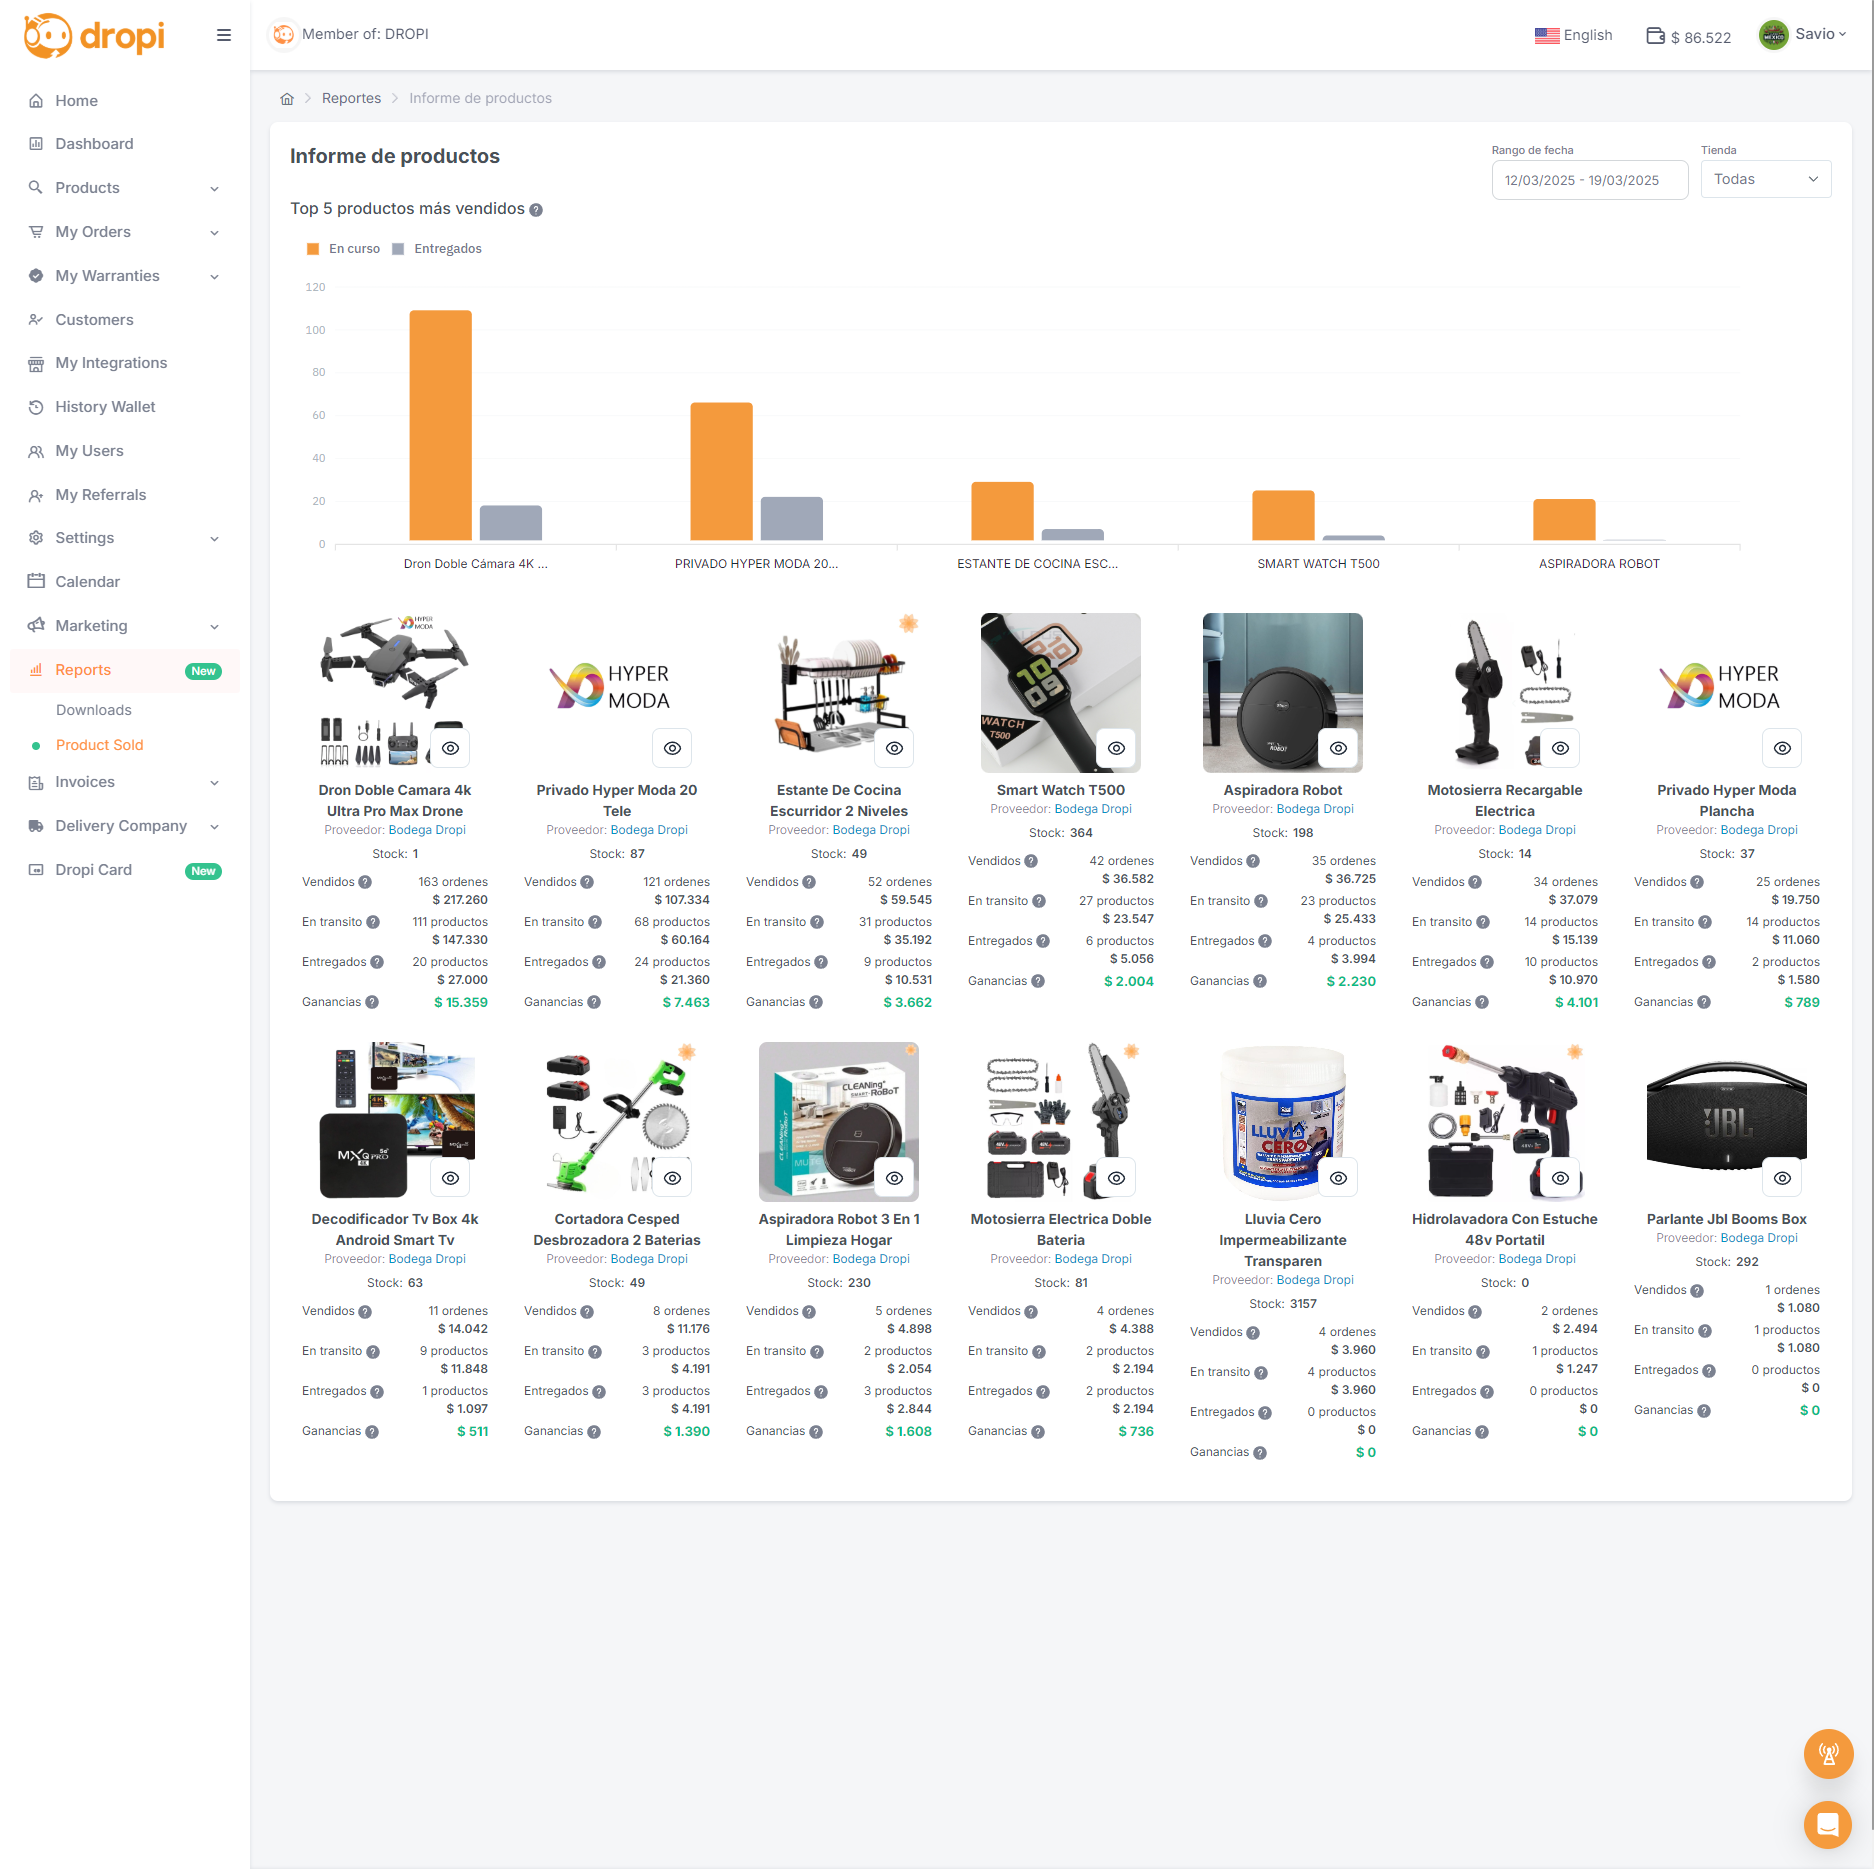 dropi
Member of: DROPI
English
$ 86.522
Savio
Home
Dashboard
Products
My Orders
My Warranties
Customers
My Integrations
History Wallet
My Users
My Referrals
Settings
Calendar
Marketing
Reports New
Downloads
Product Sold
Invoices
Delivery Company
Dropi Card New
Reportes
Informe de productos
Informe de productos
Rango de fecha
12/03/2025 - 19/03/2025
Tienda
Todas
Top 5 productos más vendidos
En curso Entregados
120
100
80
60
40
20
0
Dron Doble Cámara 4K ...
PRIVADO HYPER MODA 20...
ESTANTE DE COCINA ESC...
SMART WATCH T500
ASPIRADORA ROBOT
HYPER
MODA
Dron Doble Camara 4k
Ultra Pro Max Drone
Proveedor: Bodega Dropi
Stock: 1
Vendidos 163 ordenes
$ 217.260
En transito 111 productos
$ 147.330
Entregados 20 productos
$ 27.000
Ganancias $ 15.359
HYPER
MODA
Privado Hyper Moda 20
Tele
Proveedor: Bodega Dropi
Stock: 87
Vendidos 121 ordenes
$ 107.334
En transito 68 productos
$ 60.164
Entregados 24 productos
$ 21.360
Ganancias $ 7.463
Estante De Cocina
Escurridor 2 Niveles
Proveedor: Bodega Dropi
Stock: 49
Vendidos 52 ordenes
$ 59.545
En transito 31 productos
$ 35.192
Entregados 9 productos
$ 10.531
Ganancias $ 3.662
10
09
WATCH
T500
Smart Watch T500
Proveedor: Bodega Dropi
Stock: 364
Vendidos 42 ordenes
$ 36.582
En transito 27 productos
$ 23.547
Entregados 6 productos
$ 5.056
Ganancias $ 2.004
ROBOT
Aspiradora Robot
Proveedor: Bodega Dropi
Stock: 198
Vendidos 35 ordenes
$ 36.725
En transito 23 productos
$ 25.433
Entregados 4 productos
$ 3.994
Ganancias $ 2.230
Motosierra Recargable
Electrica
Proveedor: Bodega Dropi
Stock: 14
Vendidos 34 ordenes
$ 37.079
En transito 14 productos
$ 15.139
Entregados 10 productos
$ 10.970
Ganancias $ 4.101
HYPER
MODA
Privado Hyper Moda
Plancha
Proveedor: Bodega Dropi
Stock: 37
Vendidos 25 ordenes
$ 19.750
En transito 14 productos
$ 11.060
Entregados 2 productos
$ 1.580
Ganancias $ 789
MXQ PRO
4K
Decodificador Tv Box 4k
Android Smart Tv
Proveedor: Bodega Dropi
Stock: 63
Vendidos 11 ordenes
$ 14.042
En transito 9 productos
$ 11.848
Entregados 1 productos
$ 1.097
Ganancias $ 511
Cortadora Cesped
Desbrozadora 2 Baterias
Proveedor: Bodega Dropi
Stock: 49
Vendidos 8 ordenes
$ 11.176
En transito 3 productos
$ 4.191
Entregados 3 productos
$ 4.191
Ganancias $ 1.390
CLEANing
SMART-RoBoT
Aspiradora Robot 3 En 1
Limpieza Hogar
Proveedor: Bodega Dropi
Stock: 230
Vendidos 5 ordenes
$ 4.898
En transito 2 productos
$ 2.054
Entregados 3 productos
$ 2.844
Ganancias $ 1.608
Motosierra Electrica Doble
Bateria
Proveedor: Bodega Dropi
Stock: 81
Vendidos 4 ordenes
$ 4.388
En transito 2 productos
$ 2.194
Entregados 2 productos
$ 2.194
Ganancias $ 736
LLUVIA
CERO
Lluvia Cero
Impermeabilizante
Transparen
Proveedor: Bodega Dropi
Stock: 3157
Vendidos 4 ordenes
$ 3.960
En transito 4 productos
$ 3.960
Entregados 0 productos
$ 0
Ganancias $ 0
Hidrolavadora Con Estuche
48v Portatil
Proveedor: Bodega Dropi
Stock: 0
Vendidos 2 ordenes
$ 2.494
En transito 1 productos
$ 1.247
Entregados 0 productos
$ 0
Ganancias $ 0
JBL
Parlante Jbl Booms Box
Proveedor: Bodega Dropi
Stock: 292
Vendidos 1 ordenes
$ 1.080
En transito 1 productos
$ 1.080
Entregados 0 productos
$ 0
Ganancias $ 0